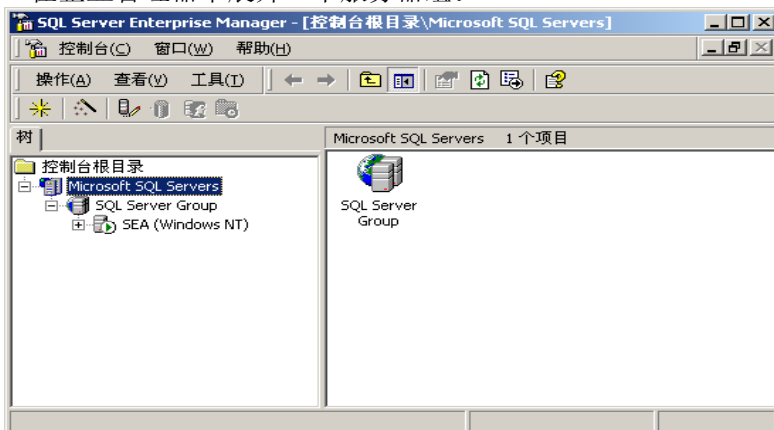 SQL Server Enterprise Manager - [控制台根目录\Microsoft SQL Servers]
控制台(C) 窗口(W) 帮助(H)
操作(A) 查看(V) 工具(T)
树
Microsoft SQL Servers 1 个项目
控制台根目录
Microsoft SQL Servers
SQL Server Group
SEA (Windows NT)
SQL Server
Group